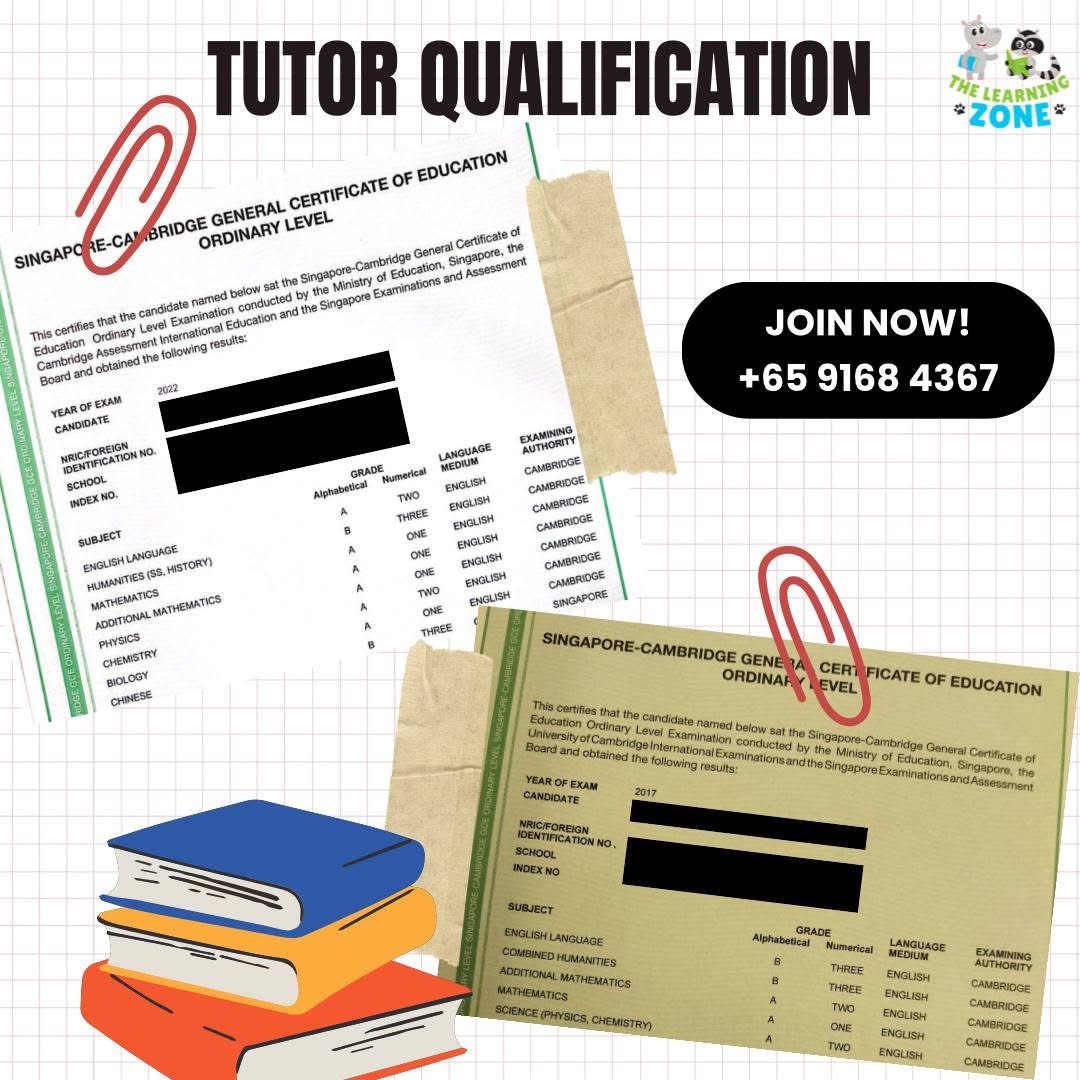 TUTOR QUALIFICATION
THE LEARNING
ZONE
SINGAPORE-CAMBRIDGE GENERAL CERTIFICATE OF EDUCATION
ORDINARY LEVEL
This certifies that the candidate named below sat the Singapore-Cambridge General Certificate of
Education Ordinary Level Examination conducted by the Ministry of Education, Singapore, the
Cambridge Assessment International Education and the Singapore Examinations and Assessment
Board and obtained the following results:
YEAR OF EXAM 2022
CANDIDATE
NRIC/FOREIGN
IDENTIFICATION NO.
SCHOOL
INDEX NO.
SUBJECT
GRADE
Alphabetical Numerical
LANGUAGE
MEDIUM
EXAMINING
AUTHORITY
ENGLISH LANGUAGE A TWO ENGLISH CAMBRIDGE
HUMANITIES (SS, HISTORY) B THREE ENGLISH CAMBRIDGE
MATHEMATICS A ONE ENGLISH CAMBRIDGE
ADDITIONAL MATHEMATICS A ONE ENGLISH CAMBRIDGE
PHYSICS A ONE ENGLISH CAMBRIDGE
CHEMISTRY A TWO ENGLISH CAMBRIDGE
BIOLOGY A ONE ENGLISH CAMBRIDGE
CHINESE B THREE SINGAPORE
JOIN NOW!
+65 9168 4367
SINGAPORE-CAMBRIDGE GENERAL CERTIFICATE OF EDUCATION
ORDINARY LEVEL
This certifies that the candidate named below sat the Singapore-Cambridge General Certificate of
Education Ordinary Level Examination conducted by the Ministry of Education, Singapore, the
University of Cambridge International Examinations and the Singapore Examinations and Assessment
Board and obtained the following results:
YEAR OF EXAM 2017
CANDIDATE
NRIC/FOREIGN
IDENTIFICATION NO.
SCHOOL
INDEX NO
SUBJECT
GRADE
Alphabetical Numerical
LANGUAGE
MEDIUM
EXAMINING
AUTHORITY
ENGLISH LANGUAGE B THREE ENGLISH CAMBRIDGE
COMBINED HUMANITIES B THREE ENGLISH CAMBRIDGE
ADDITIONAL MATHEMATICS A TWO ENGLISH CAMBRIDGE
MATHEMATICS A ONE ENGLISH CAMBRIDGE
SCIENCE (PHYSICS, CHEMISTRY) A TWO ENGLISH CAMBRIDGE